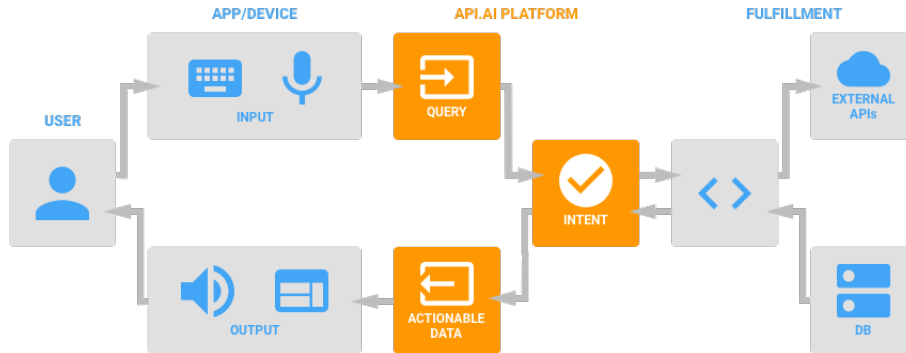 APP/DEVICE
API.AI PLATFORM
FULFILLMENT
INPUT
QUERY
EXTERNAL
APIs
USER
INTENT
OUTPUT
ACTIONABLE
DATA
DB